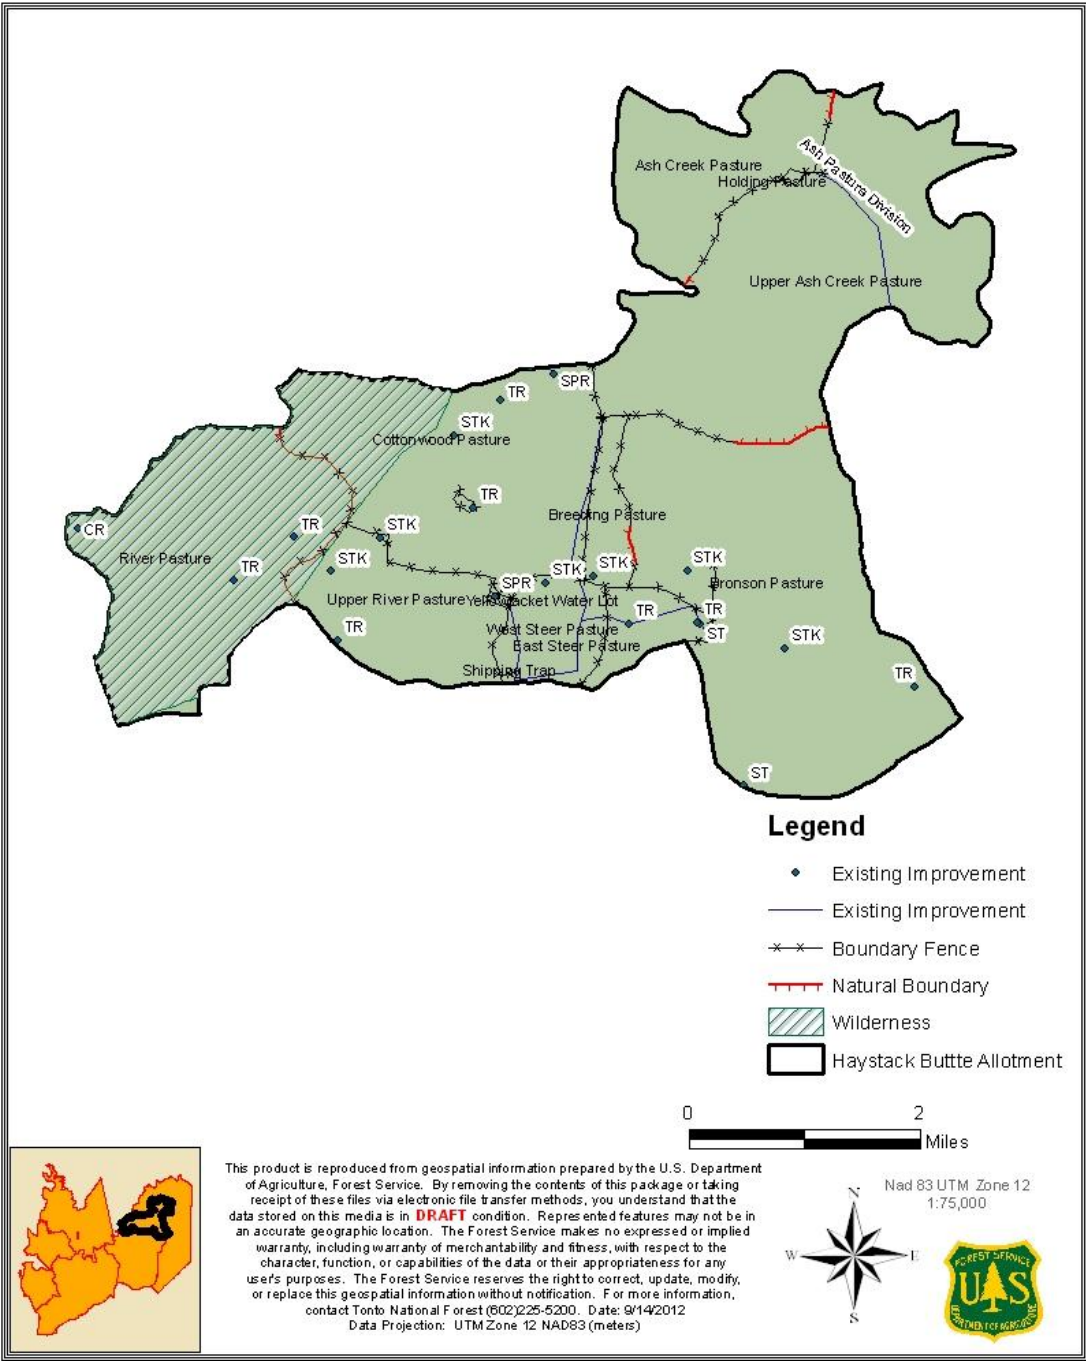 Ash Creek Pasture
Holding Pasture
Ash Pasture Division
Upper Ash Creek Pasture
SPR
TR
STK
Cottonwood Pasture
TR
Breeding Pasture
CR
TR
STK
River Pasture
TR
STK
SPR
STK
STK
STK
Bronson Pasture
Upper River Pasture
Yellowjacket Water Lot
TR
TR
TR
West Steer Pasture
ST
East Steer Pasture
STK
Shipping Trap
TR
ST
Legend
Existing Improvement
Existing Improvement
Boundary Fence
Natural Boundary
Wilderness
Haystack Buttte Allotment
0 2
Miles
This product is reproduced from geospatial information prepared by the U.S. Department
of Agriculture, Forest Service. By removing the contents of this package or taking
receipt of these files via electronic file transfer methods, you understand that the
data stored on this media is in DRAFT condition. Represented features may not be in
an accurate geographic location. The Forest Service makes no expressed or implied
warranty, including warranty of merchantability and fitness, with respect to the
character, function, or capabilities of the data or their appropriateness for any
user's purposes. The Forest Service reserves the right to correct, update, modify,
or replace this geospatial information without notification. For more information,
contact Tonto National Forest (602)225-5200. Date: 9/14/2012
Data Projection: UTM Zone 12 NAD83 (meters)
N
W E
S
Nad 83 UTM Zone 12
1:75,000
FOREST SERVICE
U S
DEPARTMENT OF AGRICULTURE